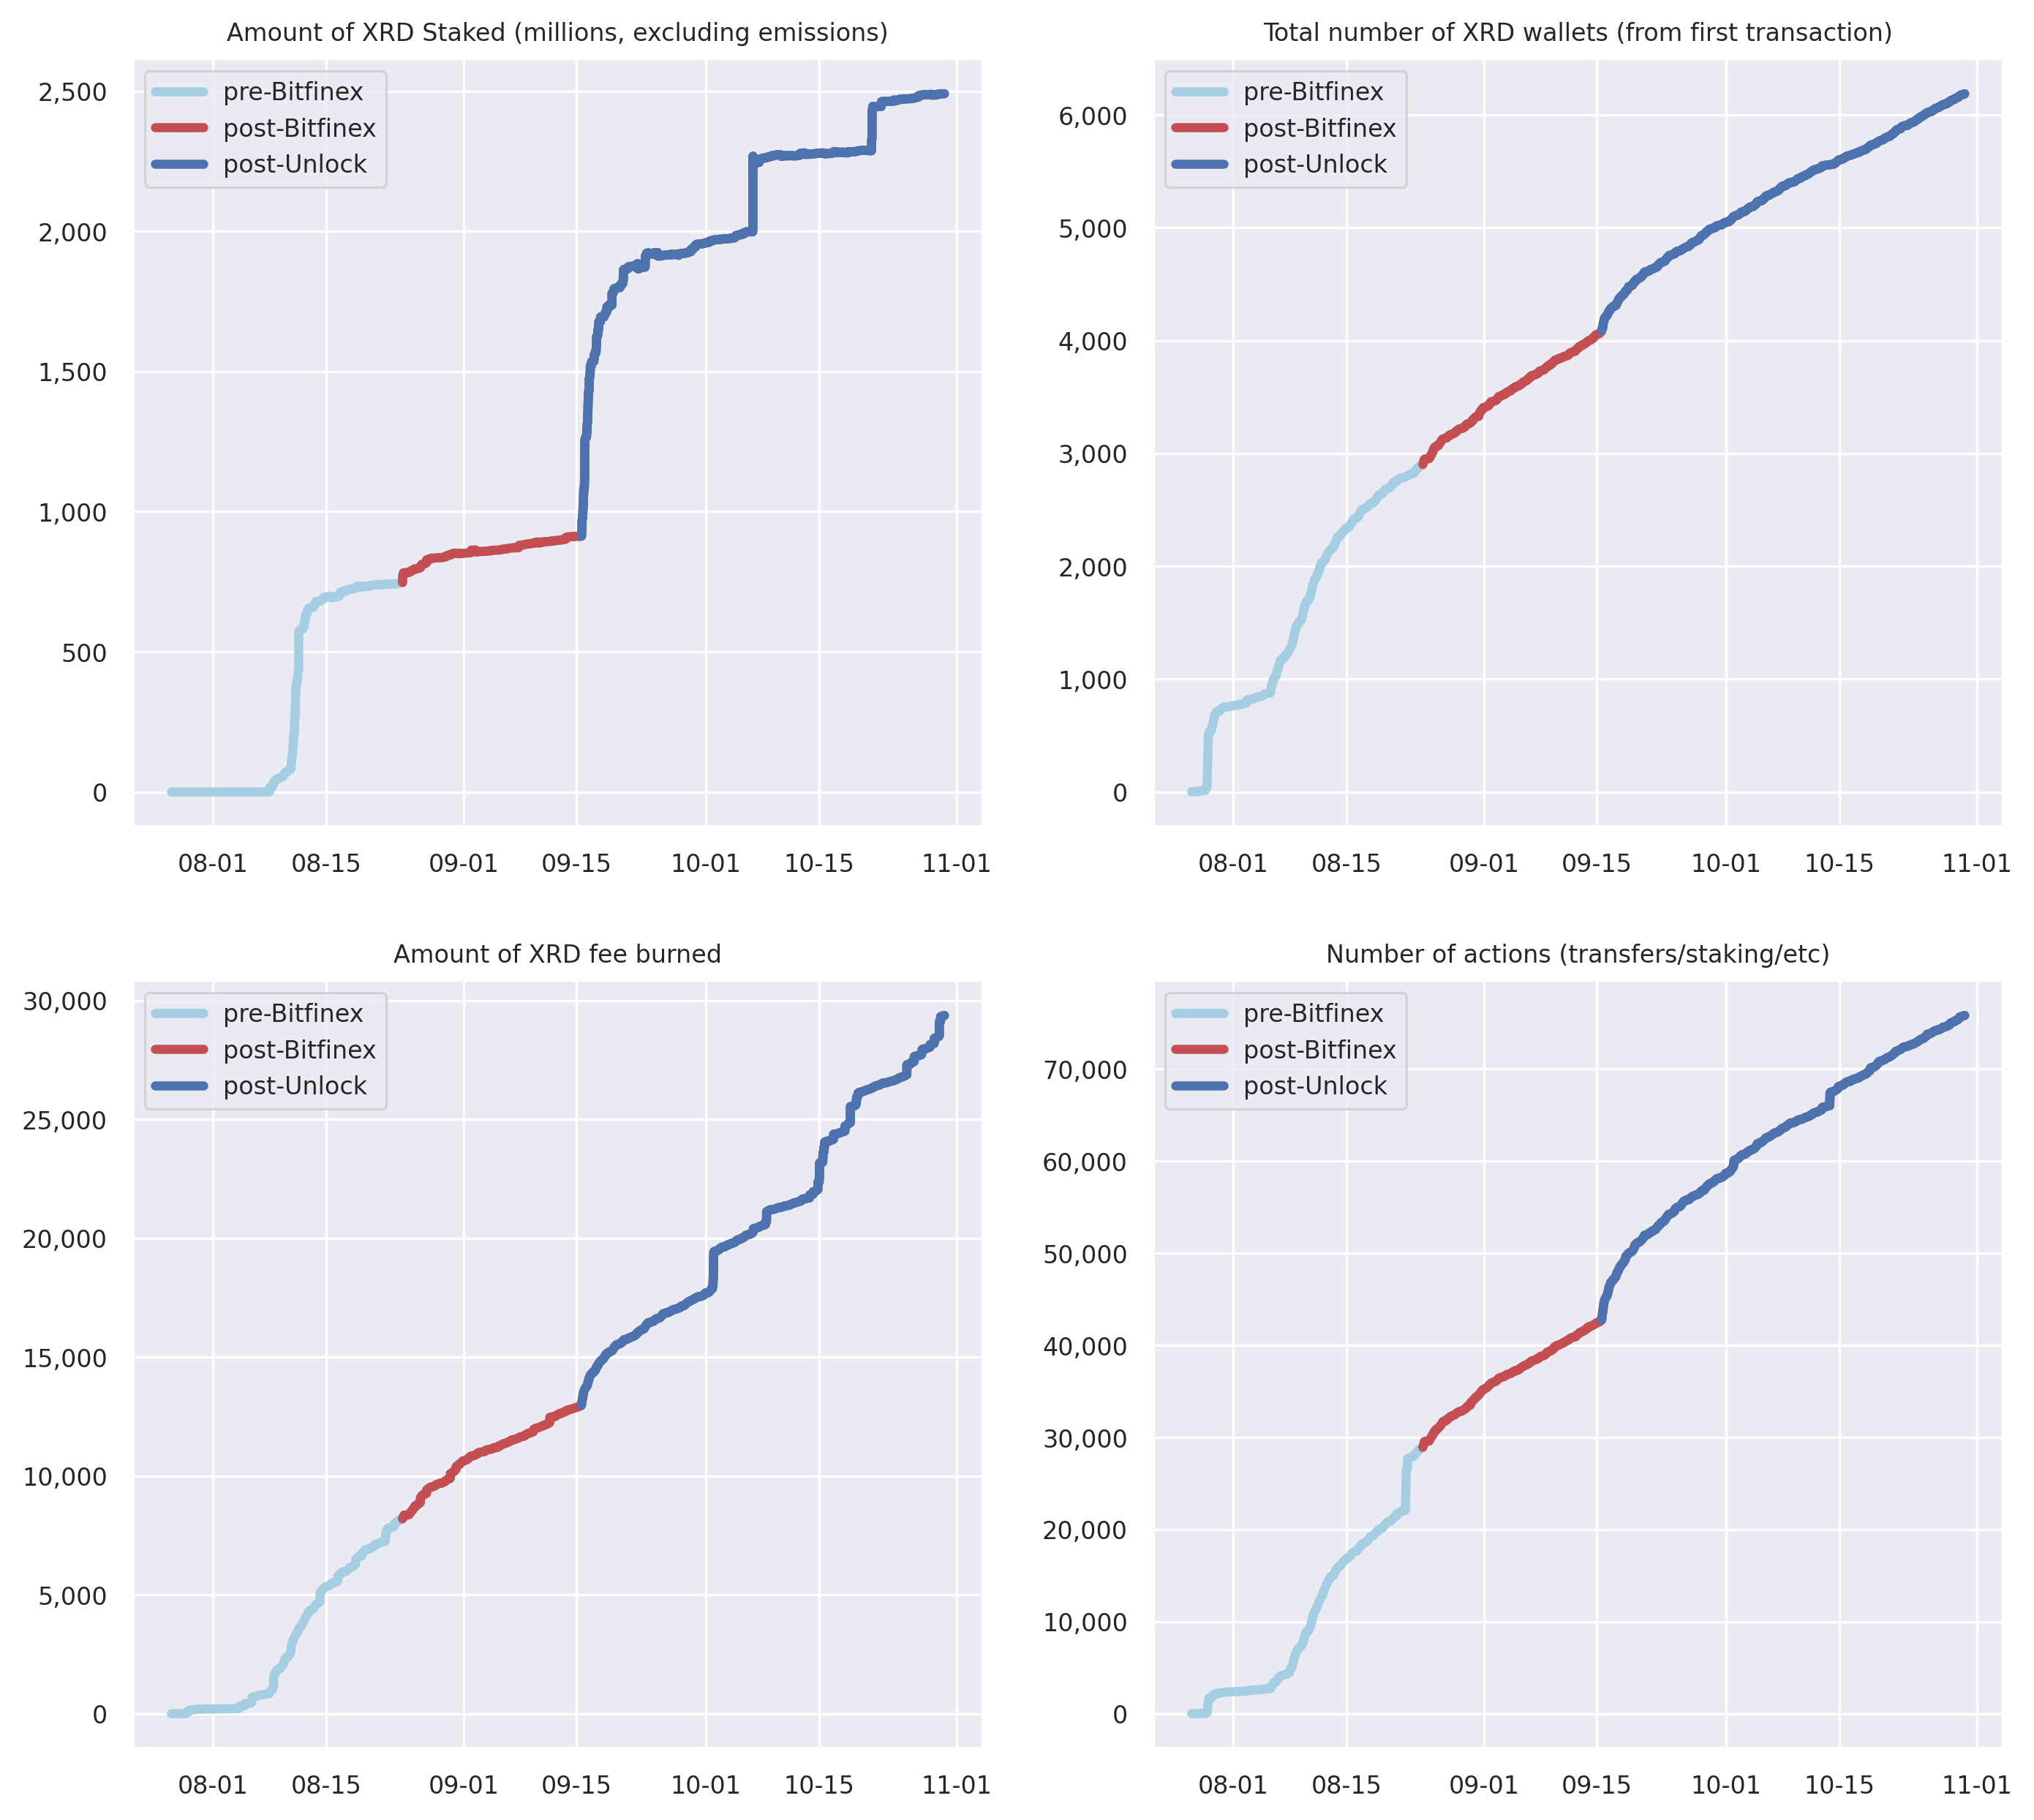 Amount of XRD Staked (millions, excluding emissions)
pre-Bitfinex
post-Bitfinex
post-Unlock
2,500
2,000
1,500
1,000
500
0
08-01 08-15 09-01 09-15 10-01 10-15 11-01
Total number of XRD wallets (from first transaction)
pre-Bitfinex
post-Bitfinex
post-Unlock
6,000
5,000
4,000
3,000
2,000
1,000
0
08-01 08-15 09-01 09-15 10-01 10-15 11-01
Amount of XRD fee burned
pre-Bitfinex
post-Bitfinex
post-Unlock
30,000
25,000
20,000
15,000
10,000
5,000
0
08-01 08-15 09-01 09-15 10-01 10-15 11-01
Number of actions (transfers/staking/etc)
pre-Bitfinex
post-Bitfinex
post-Unlock
70,000
60,000
50,000
40,000
30,000
20,000
10,000
0
08-01 08-15 09-01 09-15 10-01 10-15 11-01